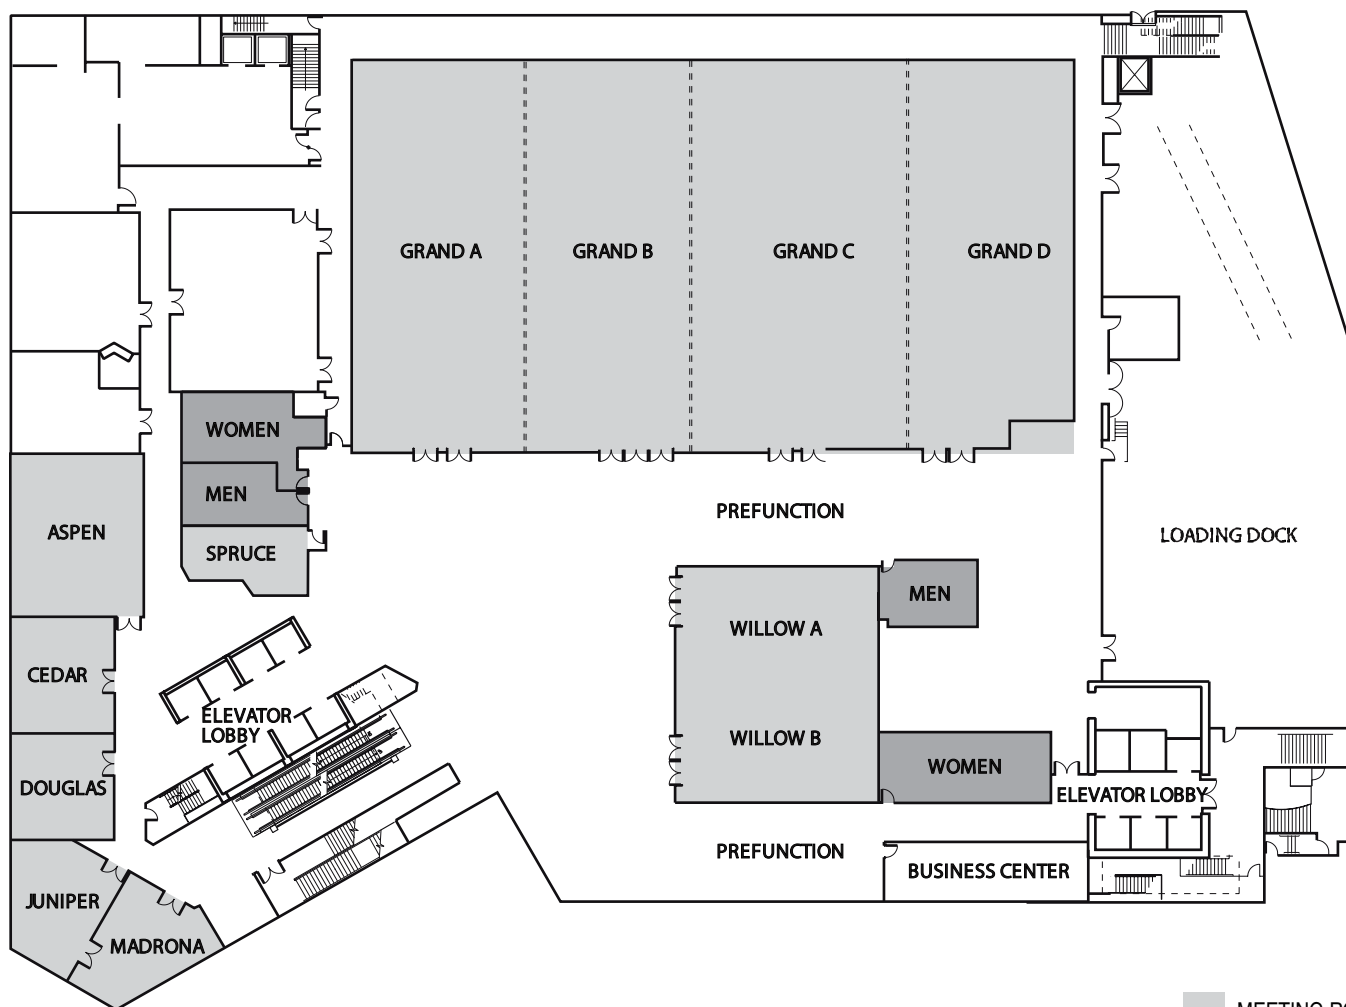 GRAND A
GRAND B
GRAND C
GRAND D
WOMEN
MEN
SPRUCE
ASPEN
PREFUNCTION
LOADING DOCK
MEN
WILLOW A
CEDAR
ELEVATOR
LOBBY
WILLOW B
WOMEN
DOUGLAS
ELEVATOR LOBBY
PREFUNCTION
BUSINESS CENTER
JUNIPER
MADRONA
MEETING